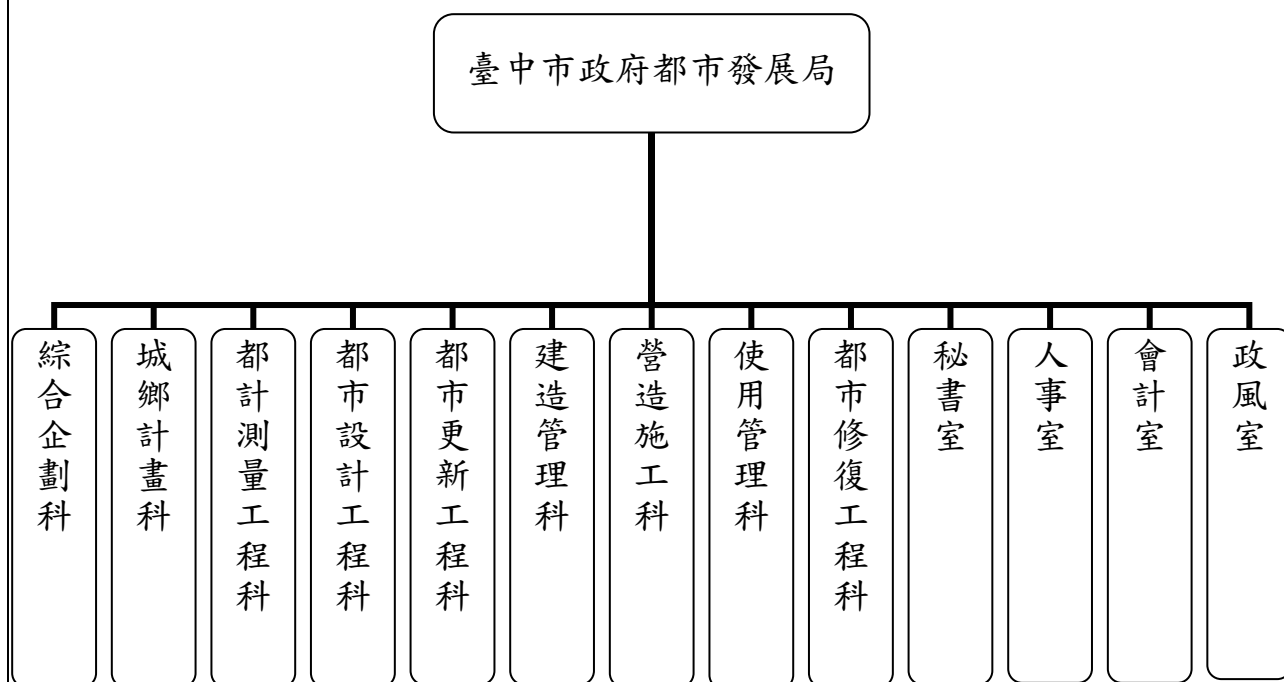 臺中市政府都市發展局
綜合企劃科
城鄉計畫科
都計測量工程科
都市設計工程科
都市更新工程科
建造管理科
營造施工科
使用管理科
都市修復工程科
秘書室
人事室
會計室
政風室